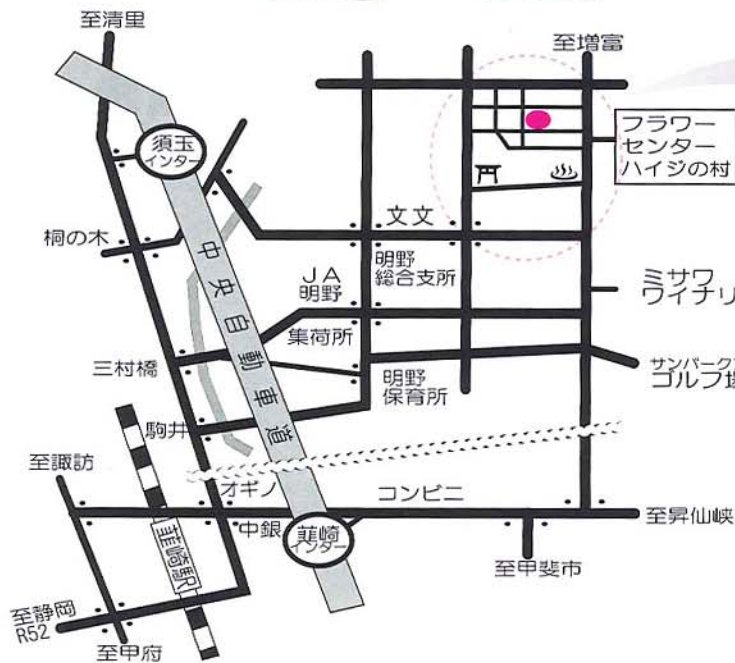 至清里
至増富
フラワー
センター
ハイジの村
須玉
インター
文文
桐の木
明野
総合支所
ＪＡ
明野
集荷所
ミサワ
ワイナリ
中央自動車道
三村橋
明野
保育所
サンパーク
ゴルフ場
駒井
至諏訪
オギノ
コンビニ
中銀
韮崎
インター
至昇仙峡
韮崎駅
至甲斐市
至静岡
R52
至甲府